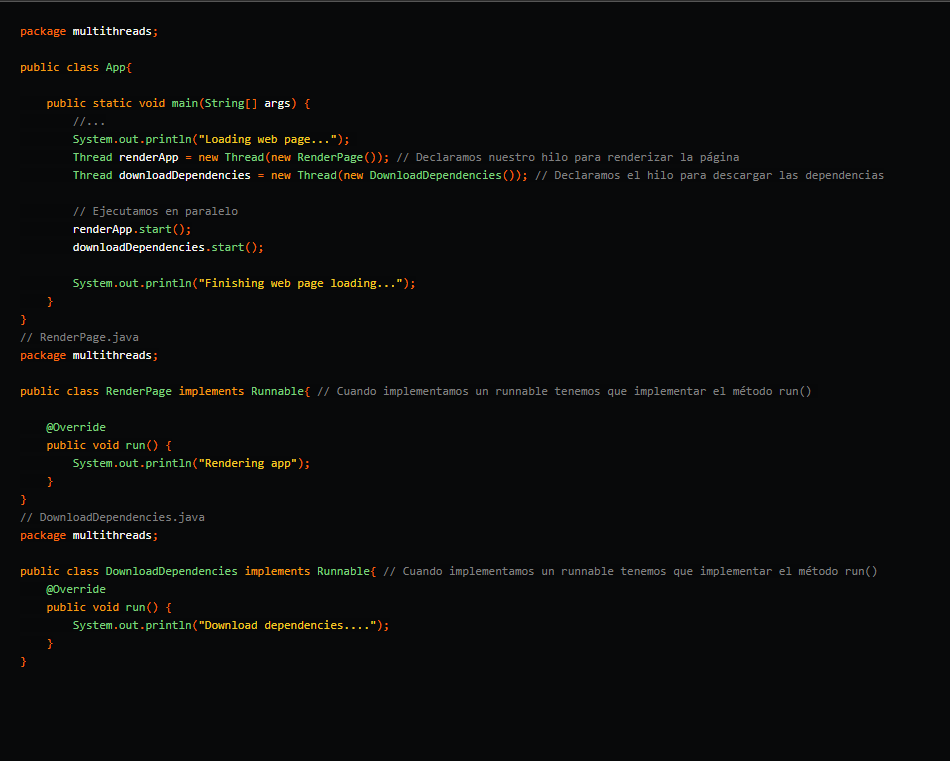 package multithreads;
public class App{
public static void main(String[] args) {
//...
System.out.println("Loading web page...");
Thread renderApp = new Thread(new RenderPage()); // Declaramos nuestro hilo para renderizar la página
Thread downloadDependencies = new Thread(new DownloadDependencies()); // Declaramos el hilo para descargar las dependencias
// Ejecutamos en paralelo
renderApp.start();
downloadDependencies.start();
System.out.println("Finishing web page loading...");
}
}
// RenderPage.java
package multithreads;
public class RenderPage implements Runnable{ // Cuando implementamos un runnable tenemos que implementar el método run()
@Override
public void run() {
System.out.println("Rendering app");
}
}
// DownloadDependencies.java
package multithreads;
public class DownloadDependencies implements Runnable{ // Cuando implementamos un runnable tenemos que implementar el método run()
@Override
public void run() {
System.out.println("Download dependencies....");
}
}